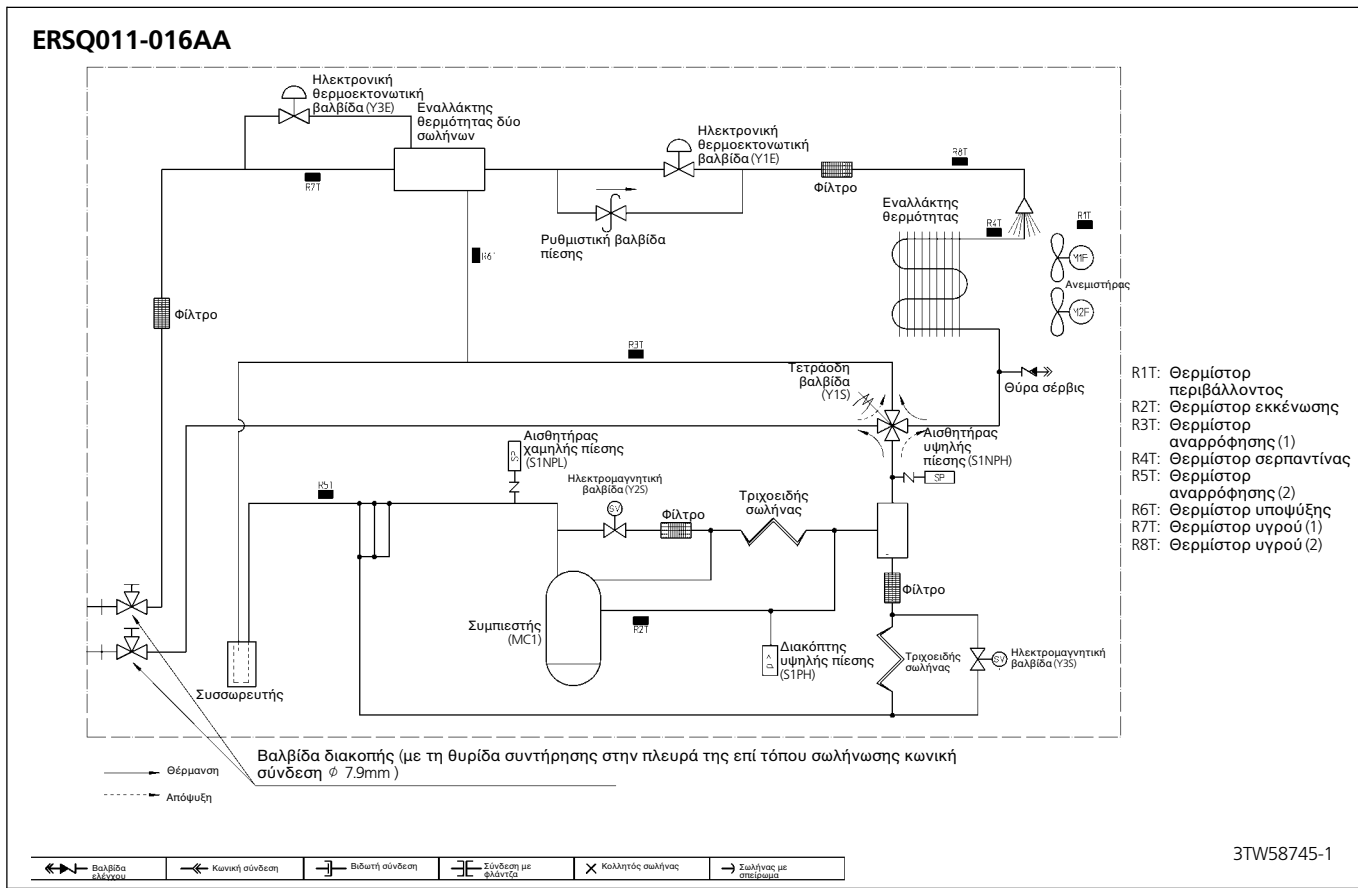 ERSQ011-016AA
Ηλεκτρονική
θερμοεκτονωτική
βαλβίδα (Y3E)
Εναλλάκτης
θερμότητας δύο
σωλήνων
Ηλεκτρονική
θερμοεκτονωτική
βαλβίδα (Y1E)
R8T
Φίλτρο
R7T
Εναλλάκτης
θερμότητας
R4T
R1T
Ρυθμιστική βαλβίδα
πίεσης
R6T
M1F
Ανεμιστήρας
M2F
Φίλτρο
R3T
Τετράοδη
βαλβίδα
(Y1S)
Θύρα σέρβις
R1T: Θερμίστορ
περιβάλλοντος
R2T: Θερμίστορ εκκένωσης
R3T: Θερμίστορ
αναρρόφησης (1)
R4T: Θερμίστορ σερπαντίνας
R5T: Θερμίστορ
αναρρόφησης (2)
R6T: Θερμίστορ υποψύξης
R7T: Θερμίστορ υγρού (1)
R8T: Θερμίστορ υγρού (2)
Αισθητήρας
χαμηλής πίεσης
(S1NPL)
SP
Αισθητήρας
υψηλής
πίεσης (S1NPH)
SP
Ηλεκτρομαγνητική
βαλβίδα (Y2S)
SV
R5T
Φίλτρο
Τριχοειδής
σωλήνας
Φίλτρο
Συμπιεστής
(MC1)
R2T
Διακόπτης
υψηλής πίεσης
(S1PH)
P >
Τριχοειδής
σωλήνας
SV
Ηλεκτρομαγνητική
βαλβίδα (Y3S)
Συσσωρευτής
Βαλβίδα διακοπής (με τη θυρίδα συντήρησης στην πλευρά της επί τόπου σωλήνωσης κωνική
σύνδεση φ 7.9mm )
Θέρμανση
Απόψυξη
Βαλβίδα
ελέγχου
Κωνική σύνδεση
Βιδωτή σύνδεση
Σύνδεση με
φλάντζα
Κολλητός σωλήνας
Σωλήνας με
σπείρωμα
3TW58745-1